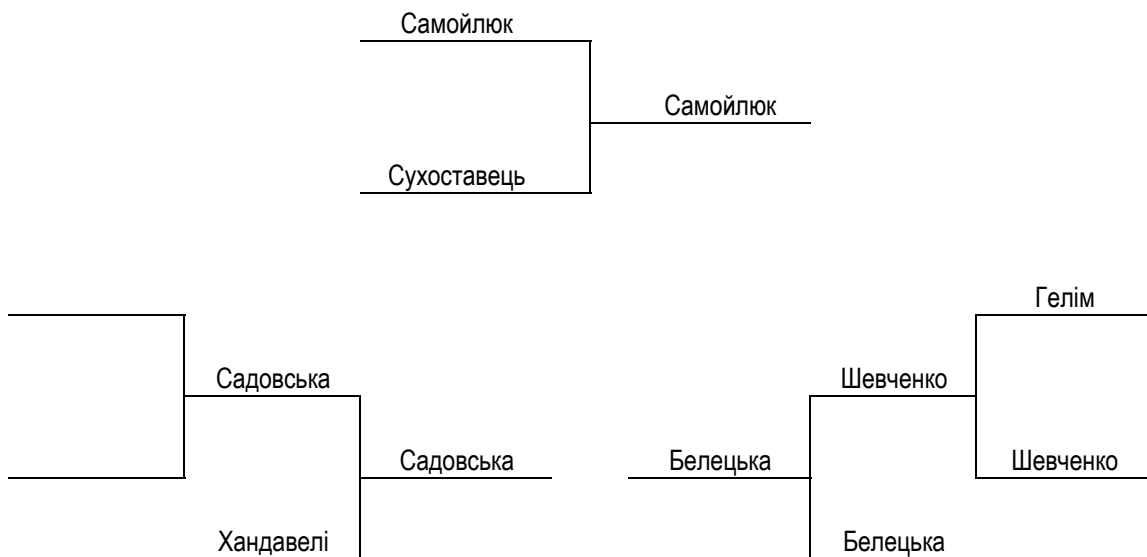 Самойлюк
Самойлюк
Сухоставець
Гелім
Садовська
Шевченко
Садовська
Белецька
Шевченко
Хандавелі
Белецька